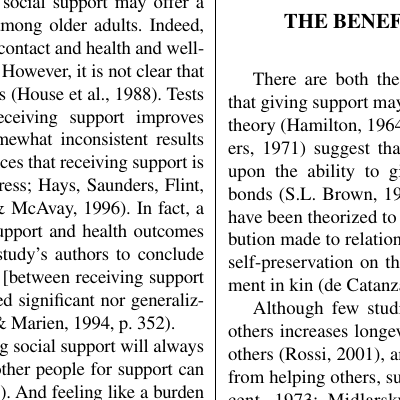 social support may offer a
among older adults. Indeed,
contact and health and well-
However, it is not clear that
s (House et al., 1988). Tests
eceiving support improves
mewhat inconsistent results
ces that receiving support is
ress; Hays, Saunders, Flint,
& McAvay, 1996). In fact, a
upport and health outcomes
study's authors to conclude
[between receiving support
ed significant nor generaliz-
& Marien, 1994, p. 352).
g social support will always
other people for support can
). And feeling like a burden
THE BENEF
There are both the
that giving support may
theory (Hamilton, 1964
ers, 1971) suggest tha
upon the ability to gi
bonds (S.L. Brown, 19
have been theorized to
bution made to relation
self-preservation on th
ment in kin (de Catanz
Although few studi
others increases longev
others (Rossi, 2001), a
from helping others, su
cent, 1973; Midlarsk